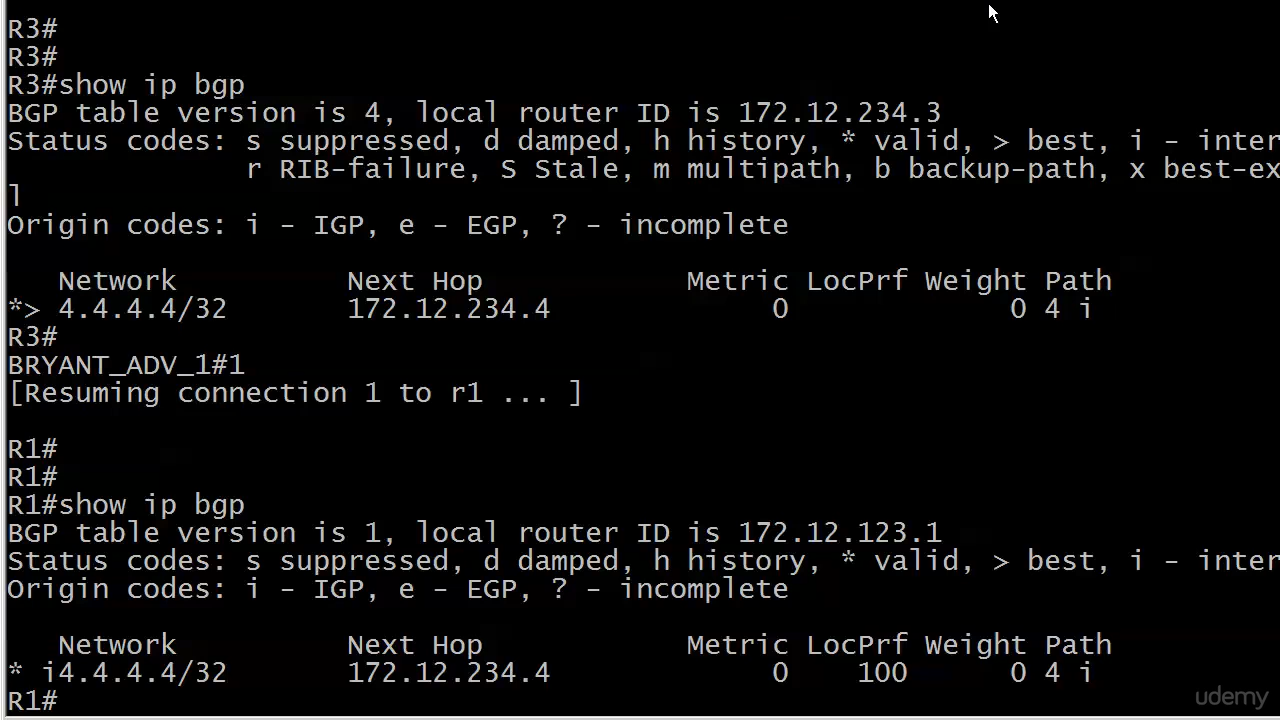 R3#
R3#
R3#show ip bgp
BGP table version is 4, local router ID is 172.12.234.3
Status codes: s suppressed, d damped, h history, * valid, > best, i - inter
r RIB-failure, S Stale, m multipath, b backup-path, x best-ex
l
Origin codes: i - IGP, e - EGP, ? - incomplete
Network Next Hop Metric LocPrf Weight Path
*> 4.4.4.4/32 172.12.234.4 0 0 4 i
R3#
BRYANT_ADV_1#1
[Resuming connection 1 to r1 ... ]
R1#
R1#
R1#show ip bgp
BGP table version is 1, local router ID is 172.12.123.1
Status codes: s suppressed, d damped, h history, * valid, > best, i - inter
Origin codes: i - IGP, e - EGP, ? - incomplete
Network Next Hop Metric LocPrf Weight Path
* i4.4.4.4/32 172.12.234.4 0 100 0 4 i
R1#
udemy